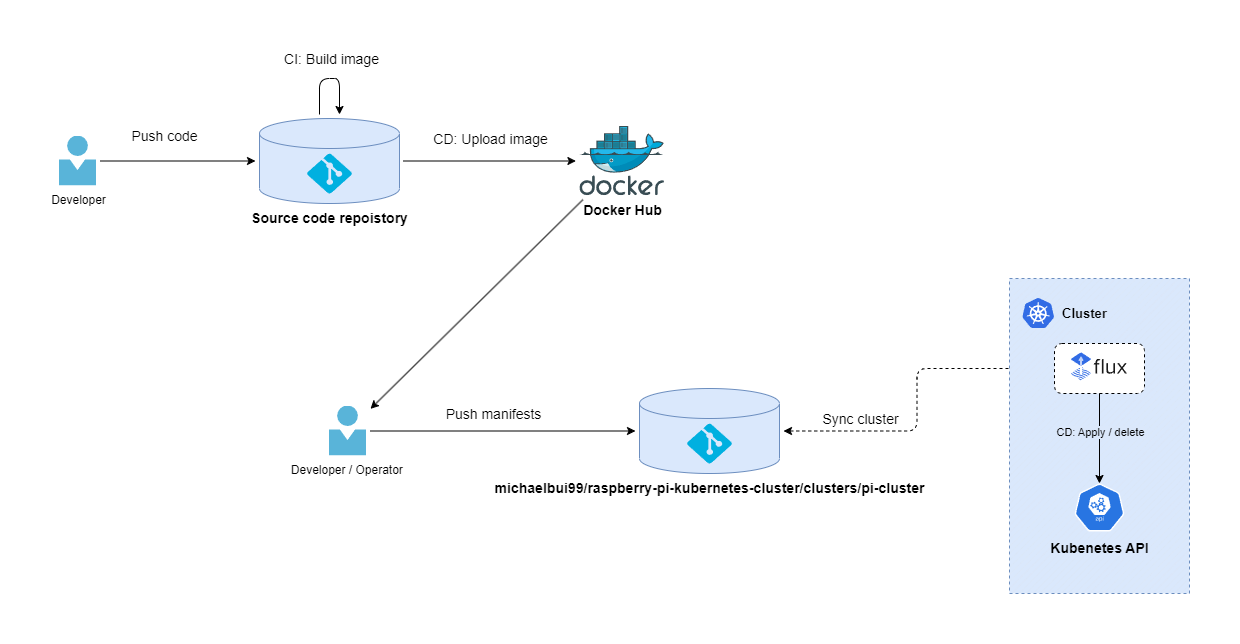 CI: Build image
Push code
CD: Upload image
docker
Developer
Source code repoistory
Docker Hub
Cluster
flux
Push manifests
Sync cluster
CD: Apply / delete
Developer / Operator
michaelbui99/raspberry-pi-kubernetes-cluster/clusters/pi-cluster
api
Kubenetes API